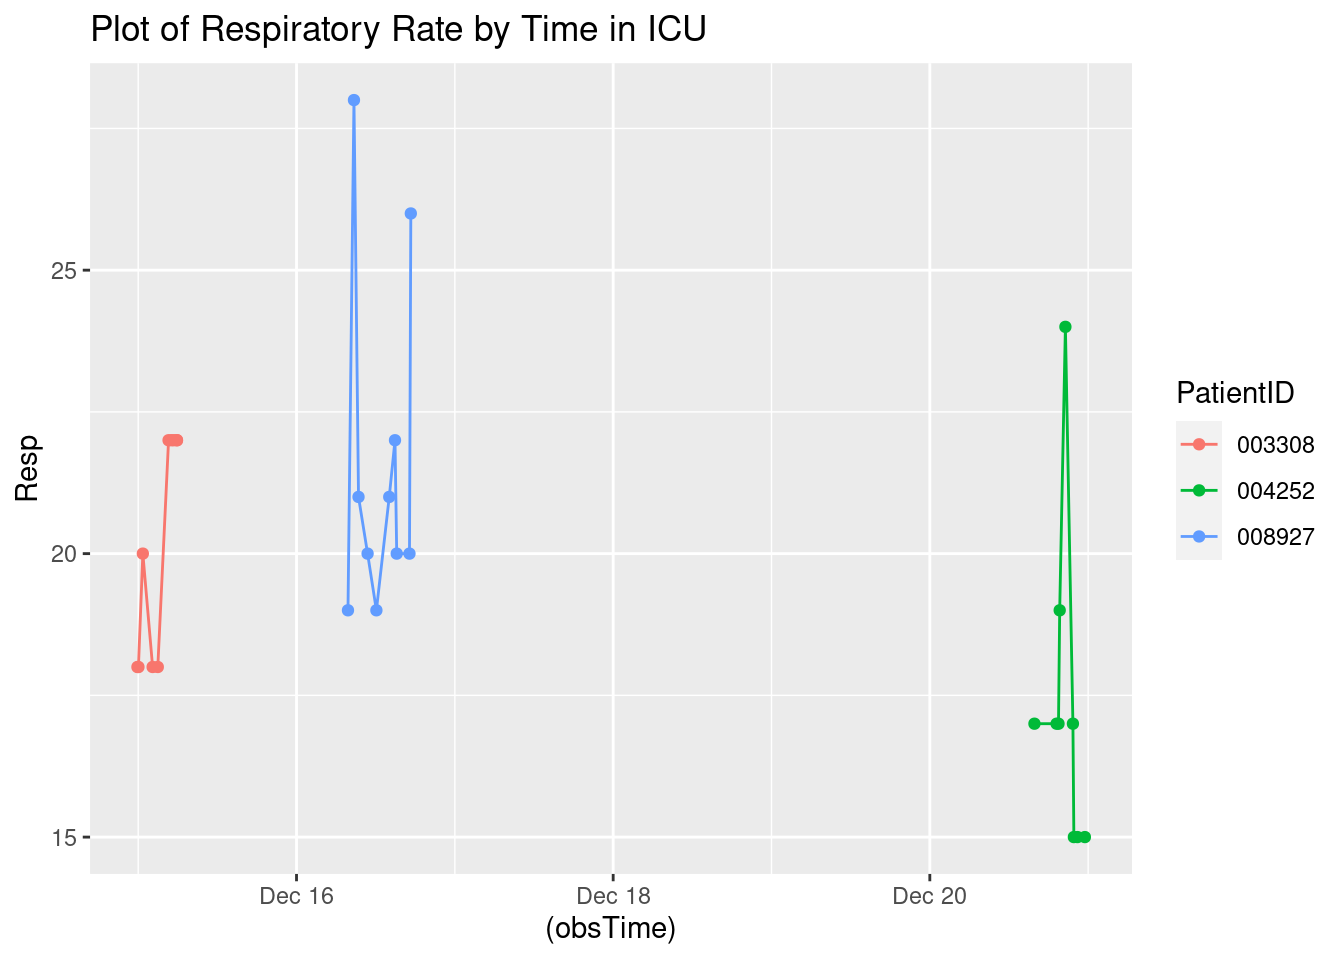 Plot of Respiratory Rate by Time in ICU
Resp
25
20
15
Dec 16
Dec 18
Dec 20
(obsTime)
PatientID
003308
004252
008927